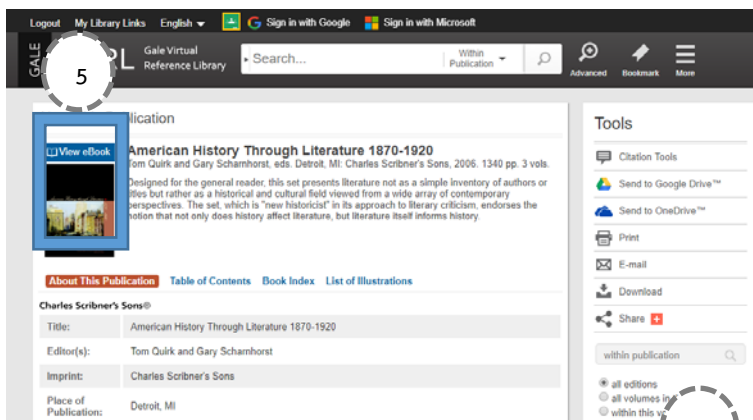 Logout My Library Links English Sign in with Google Sign in with Microsoft
GALE
5
L
Gale Virtual
Reference Library
Search...
Within
Publication
Advanced
Bookmark
More
lication
View eBook
American History Through Literature 1870-1920
Tom Quirk and Gary Scharnhorst, eds. Detroit, MI: Charles Scribner's Sons, 2006. 1340 pp. 3 vols.
Designed for the general reader, this set presents literature not as a simple inventory of authors or
titles but rather as a historical and cultural field viewed from a wide array of contemporary
perspectives. The set, which is "new historicist" in its approach to literary criticism, endorses the
notion that not only does history affect literature, but literature itself informs history.
About This Publication Table of Contents Book Index List of Illustrations
Charles Scribner's Sons®
Title: American History Through Literature 1870-1920
Editor(s): Tom Quirk and Gary Scharnhorst
Imprint: Charles Scribner's Sons
Place of
Publication:
Detroit, MI
Tools
Citation Tools
Send to Google Drive™
Send to OneDrive™
Print
E-mail
Download
Share
within publication
all editions
all volumes in
within this